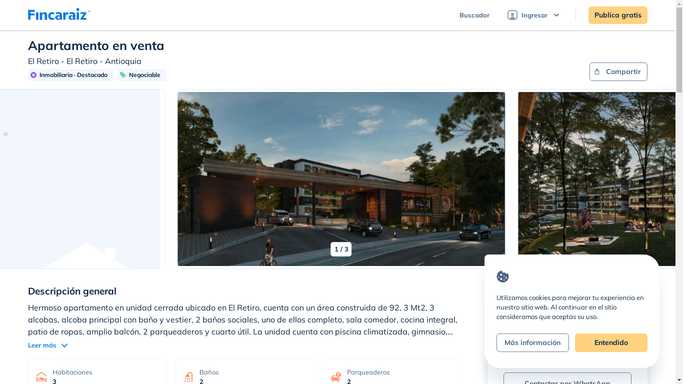 Fincaraiz
Buscador
Ingresar
Publica gratis
Apartamento en venta
El Retiro - El Retiro - Antioquia
Inmobiliaria · Destacado
Negociable
Compartir
1 / 3
Descripción general
Hermoso apartamento en unidad cerrada ubicado en El Retiro, cuenta con un área construida de 92, 3 Mt2, 3
alcobas, alcoba principal con baño y vestier, 2 baños sociales, uno de ellos completo, sala comedor, cocina integral,
patio de ropas, amplio balcón, 2 parqueaderos y cuarto útil. La unidad cuenta con piscina climatizada, gimnasio,...
Leer más
Habitaciones
3
Baños
2
Parqueaderos
2
Utilizamos cookies para mejorar tu experiencia en
nuestro sitio web. Al continuar en el sitio
consideramos que aceptas su uso.
Más información
Entendido
Contactar por WhatsApp